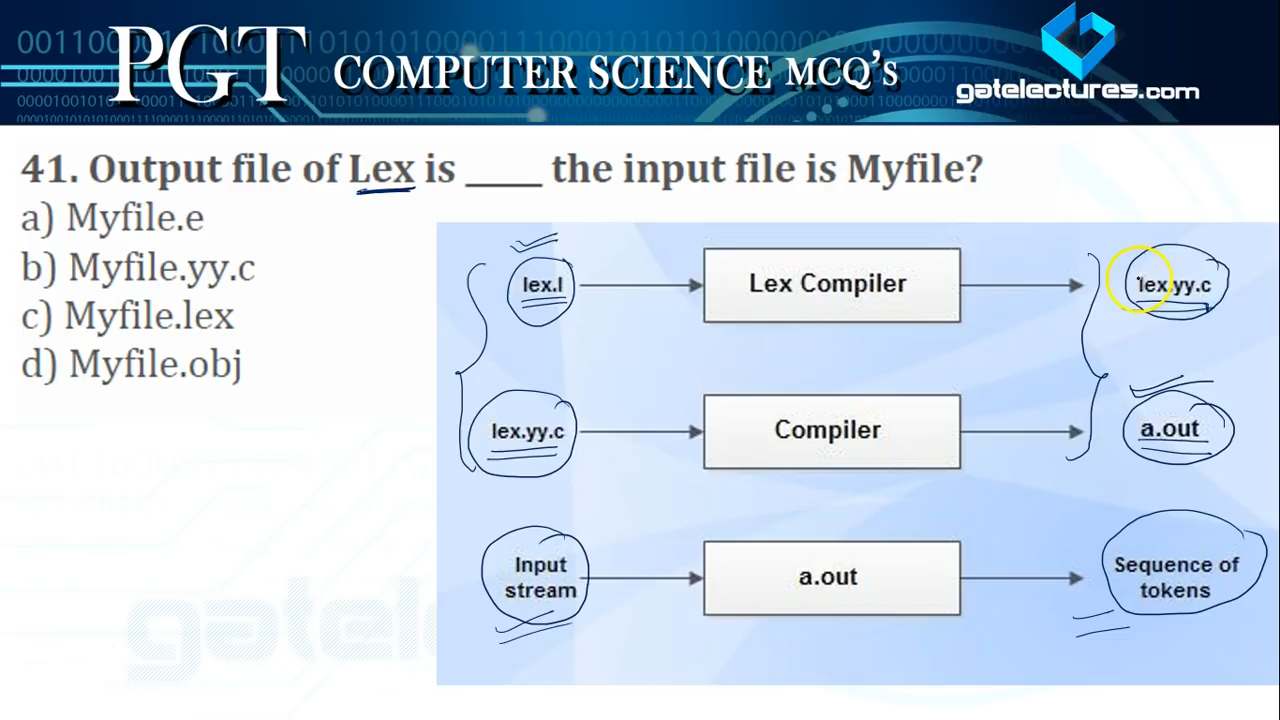 PGT COMPUTER SCIENCE MCQ'S
gatelectures.com
41. Output file of Lex is ____ the input file is Myfile?
a) Myfile.e
b) Myfile.yy.c
c) Myfile.lex
d) Myfile.obj
lex.l Lex Compiler lex.yy.c
lex.yy.c Compiler a.out
Input stream a.out Sequence of tokens